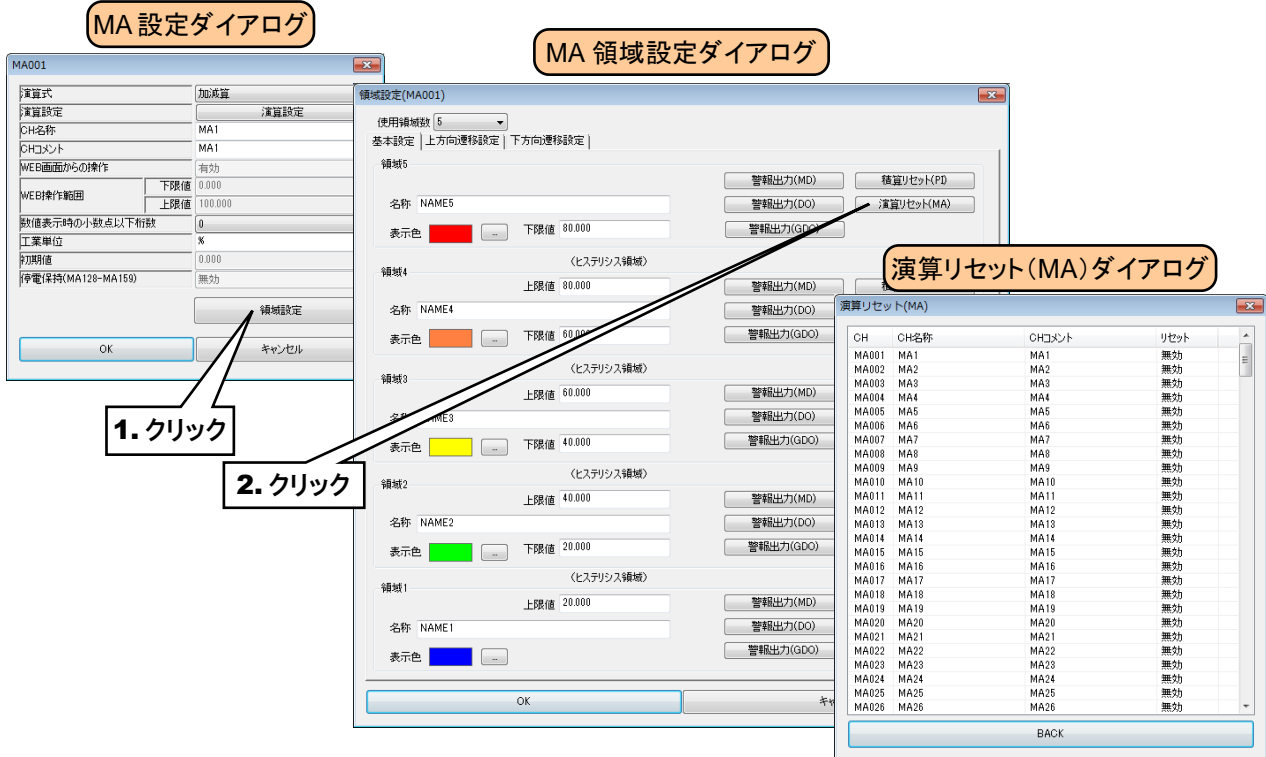 MA 設定ダイアログ
MA001
演算式 加減算
演算設定 演算設定
CH名称 MA1
CHコメント MA1
WEB画面からの操作 有効
WEB操作範囲 下限値 0.000
上限値 100.000
数値表示時の小数点以下桁数 0
工業単位 %
初期値 0.000
停電保持(MA128-MA159) 無効
領域設定
OK キャンセル
1. クリック
2. クリック
MA 領域設定ダイアログ
領域設定(MA001)
使用領域数 5
基本設定 上方向遷移設定 下方向遷移設定
領域5
警報出力(MD) 積算リセット(PI)
名称 NAME5 警報出力(DO) 演算リセット(MA)
表示色 ... 下限値 80.000 警報出力(GDO)
(ヒステリシス領域)
領域4
上限値 80.000 警報出力(MD)
名称 NAME4 警報出力(DO)
表示色 ... 下限値 60.000 警報出力(GDO)
(ヒステリシス領域)
領域3
上限値 60.000 警報出力(MD)
名称 NAME3 警報出力(DO)
表示色 ... 下限値 40.000 警報出力(GDO)
(ヒステリシス領域)
領域2
上限値 40.000 警報出力(MD)
名称 NAME2 警報出力(DO)
表示色 ... 下限値 20.000 警報出力(GDO)
(ヒステリシス領域)
領域1
上限値 20.000 警報出力(MD)
名称 NAME1 警報出力(DO)
表示色 ... 警報出力(GDO)
OK キャ
演算リセット(MA)ダイアログ
演算リセット(MA)
CH CH名称 CHコメント リセット
MA001 MA1 MA1 無効
MA002 MA2 MA2 無効
MA003 MA3 MA3 無効
MA004 MA4 MA4 無効
MA005 MA5 MA5 無効
MA006 MA6 MA6 無効
MA007 MA7 MA7 無効
MA008 MA8 MA8 無効
MA009 MA9 MA9 無効
MA010 MA10 MA10 無効
MA011 MA11 MA11 無効
MA012 MA12 MA12 無効
MA013 MA13 MA13 無効
MA014 MA14 MA14 無効
MA015 MA15 MA15 無効
MA016 MA16 MA16 無効
MA017 MA17 MA17 無効
MA018 MA18 MA18 無効
MA019 MA19 MA19 無効
MA020 MA20 MA20 無効
MA021 MA21 MA21 無効
MA022 MA22 MA22 無効
MA023 MA23 MA23 無効
MA024 MA24 MA24 無効
MA025 MA25 MA25 無効
MA026 MA26 MA26 無効
BACK